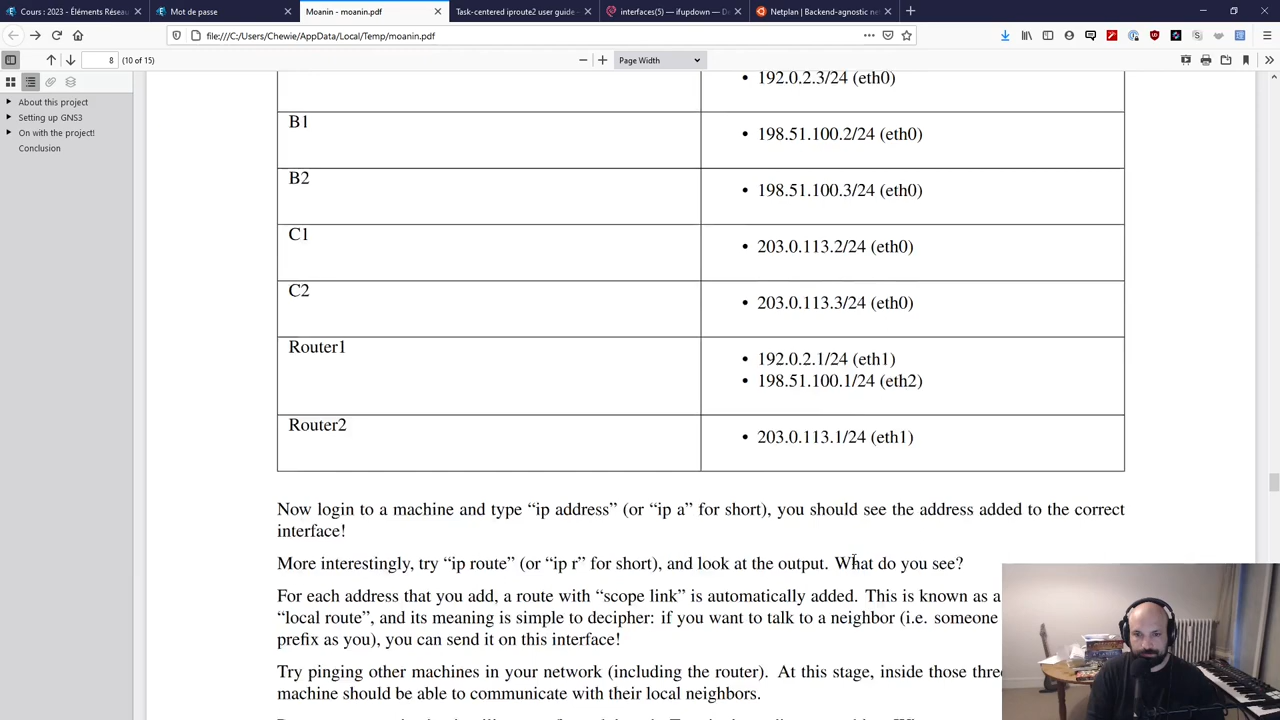 Cours : 2023 - Éléments Résea
Mot de passe
Moanin - moanin.pdf
Task-centered iproute2 user guide –
interfaces(5) — ifupdown — D
Netplan | Backend-agnostic ne
file:///C:/Users/Chewie/AppData/Local/Temp/moanin.pdf
8
(10 of 15)
Page Width
About this project
Setting up GNS3
On with the project!
Conclusion
• 192.0.2.3/24 (eth0)
B1
• 198.51.100.2/24 (eth0)
B2
• 198.51.100.3/24 (eth0)
C1
• 203.0.113.2/24 (eth0)
C2
• 203.0.113.3/24 (eth0)
Router1
• 192.0.2.1/24 (eth1)
• 198.51.100.1/24 (eth2)
Router2
• 203.0.113.1/24 (eth1)
Now login to a machine and type “ip address” (or “ip a” for short), you should see the address added to the correct
interface!
More interestingly, try “ip route” (or “ip r” for short), and look at the output. What do you see?
For each address that you add, a route with “scope link” is automatically added. This is known as a
“local route”, and its meaning is simple to decipher: if you want to talk to a neighbor (i.e. someone
prefix as you), you can send it on this interface!
Try pinging other machines in your network (including the router). At this stage, inside those three
machine should be able to communicate with their local neighbors.